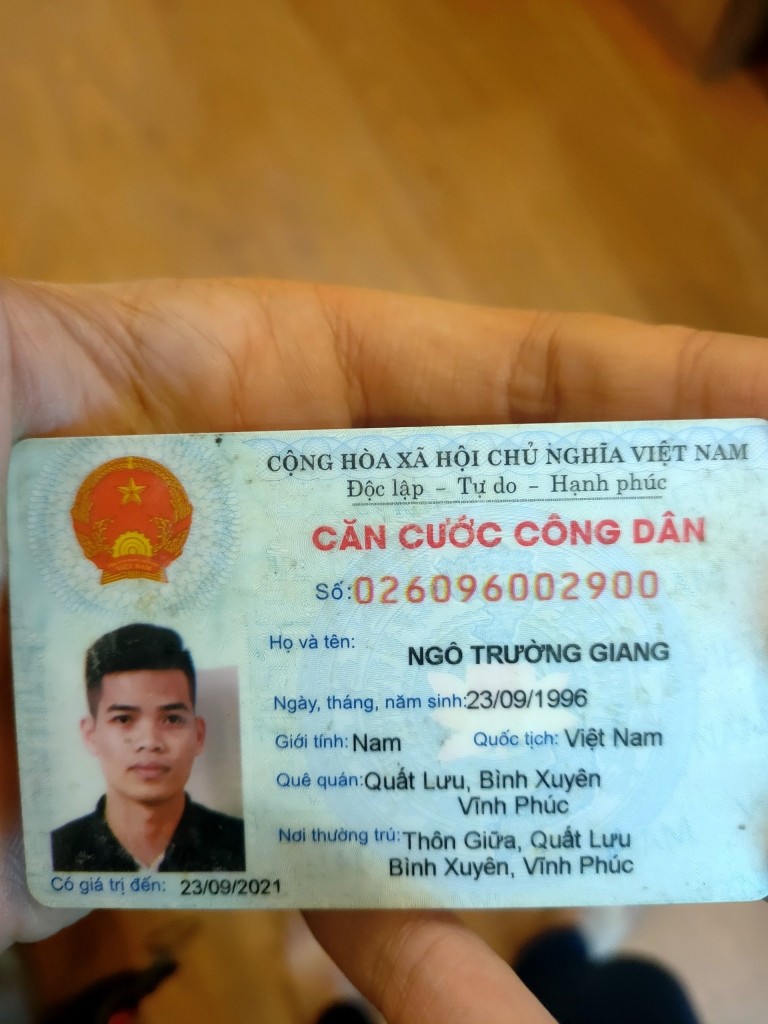 CỘNG HÒA XÃ HỘI CHỦ NGHĨA VIỆT NAM
Độc lập – Tự do – Hạnh phúc
CĂN CƯỚC CÔNG DÂN
Số: 026096002900
Họ và tên: NGÔ TRƯỜNG GIANG
Ngày, tháng, năm sinh: 23/09/1996
Giới tính: Nam Quốc tịch: Việt Nam
Quê quán: Quất Lưu, Bình Xuyên
Vĩnh Phúc
Nơi thường trú: Thôn Giữa, Quất Lưu
Bình Xuyên, Vĩnh Phúc
Có giá trị đến: 23/09/2021